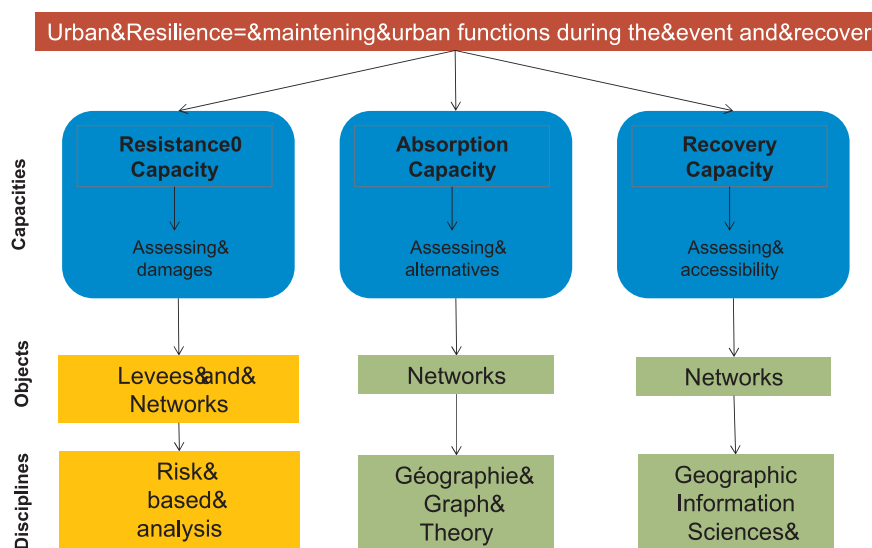 Urban&Resilience=&maintening&urban functions during the&event and&recover
Capacities
Resistance0
Capacity
Assessing&
damages
Absorption
Capacity
Assessing&
alternatives
Recovery
Capacity
Assessing&
accessibility
Objects
Levees&and&
Networks
Networks
Networks
Disciplines
Risk&
based&
analysis
Géographie&
Graph&
Theory
Geographic
Information
Sciences&